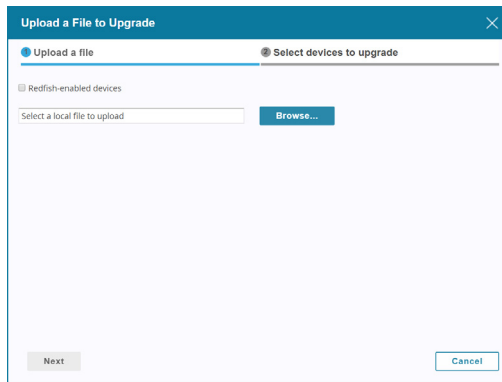 Upload a File to Upgrade
1 Upload a file
2 Select devices to upgrade
Redfish-enabled devices
Select a local file to upload
Browse...
Next
Cancel